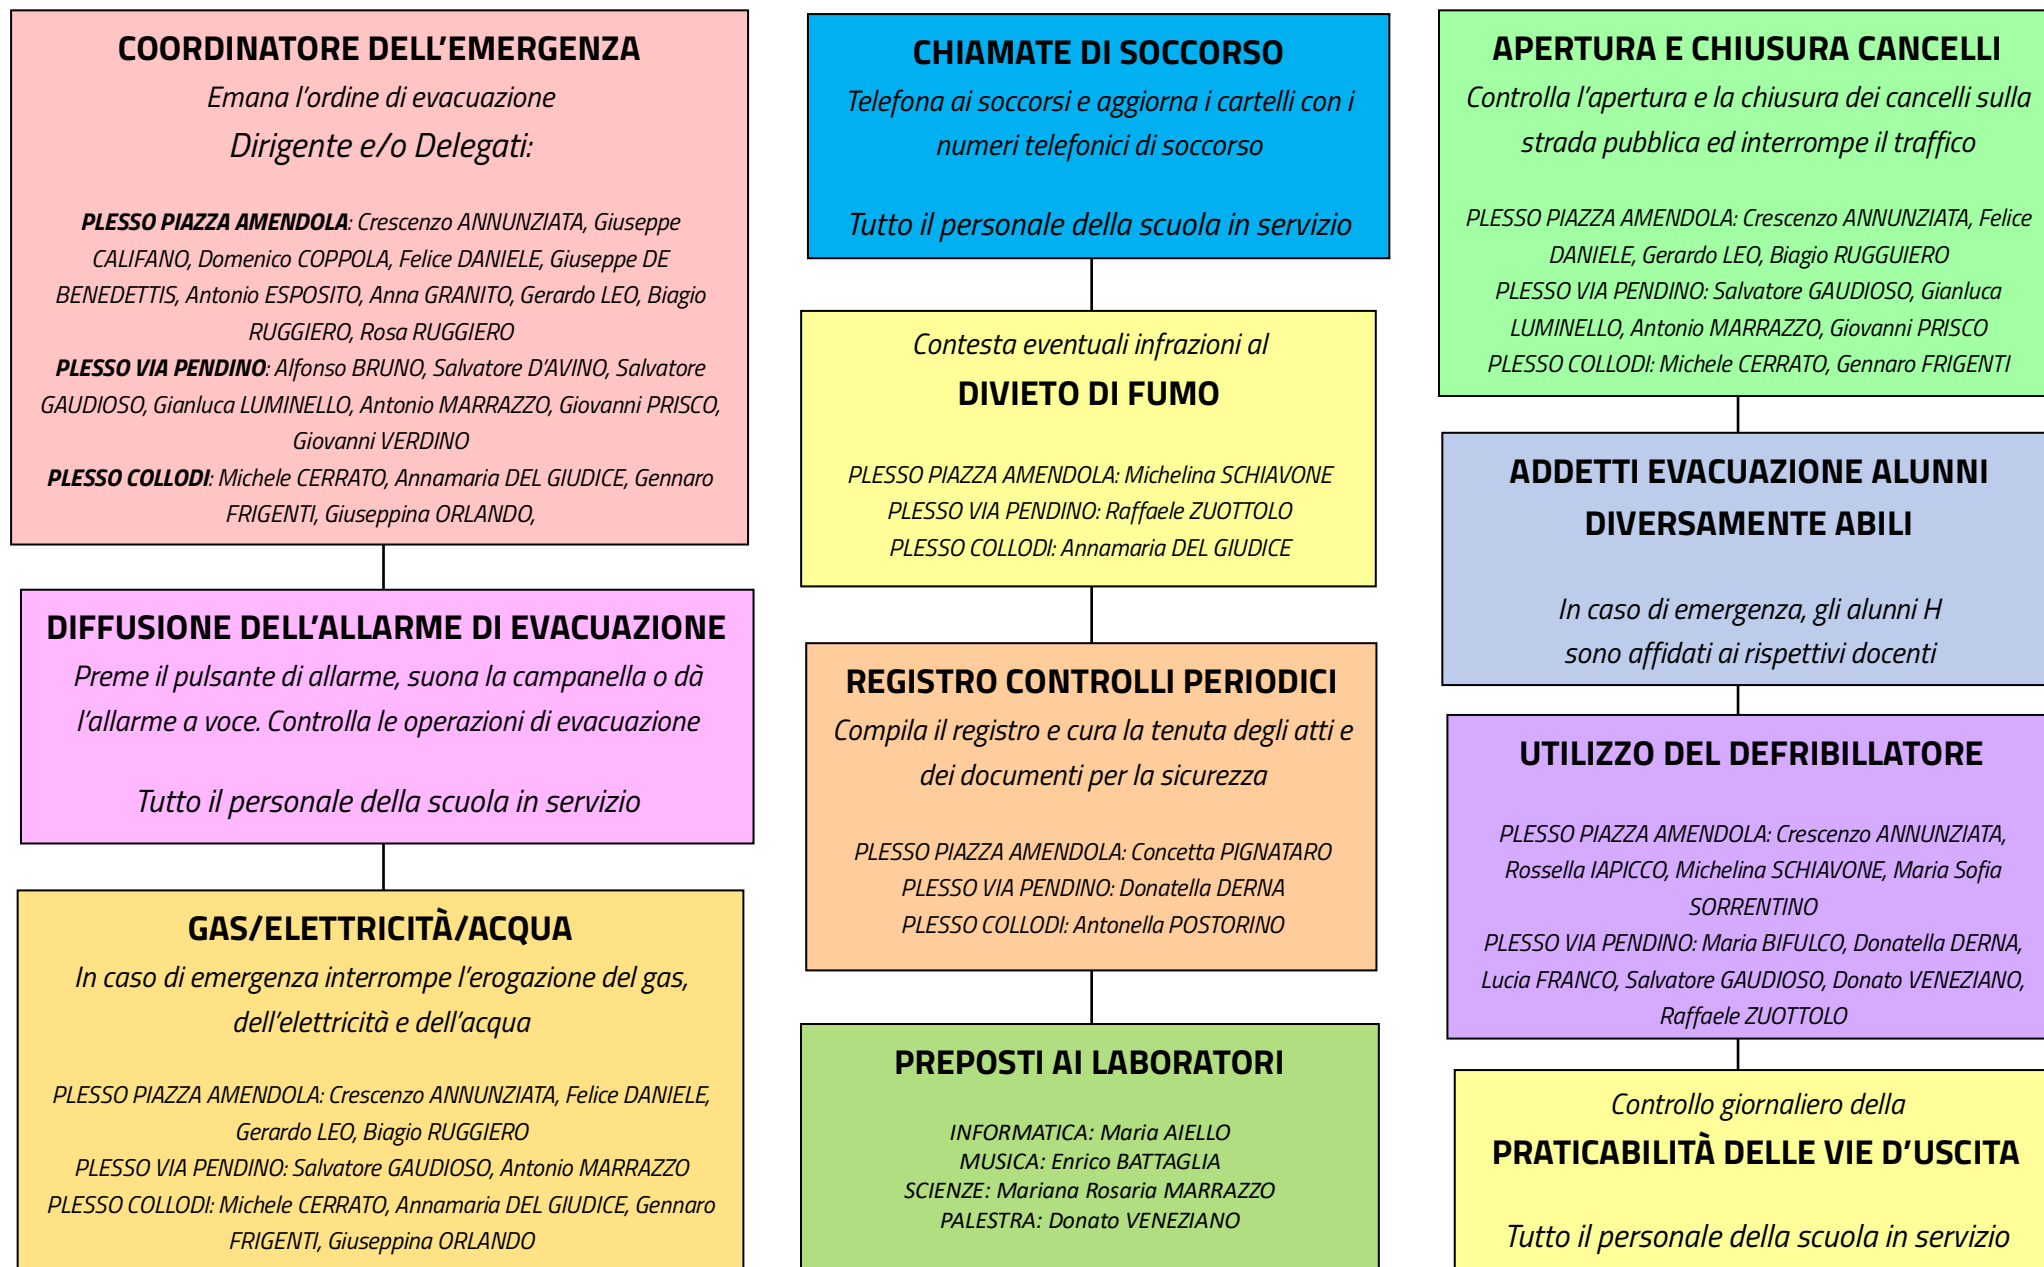 COORDINATORE DELL'EMERGENZA
Emana l'ordine di evacuazione
Dirigente e/o Delegati:
PLESSO PIAZZA AMENDOLA: Crescenzo ANNUNZIATA, Giuseppe
CALIFANO, Domenico COPPOLA, Felice DANIELE, Giuseppe DE
BENEDETTIS, Antonio ESPOSITO, Anna GRANITO, Gerardo LEO, Biagio
RUGGIERO, Rosa RUGGIERO
PLESSO VIA PENDINO: Alfonso BRUNO, Salvatore D'AVINO, Salvatore
GAUDIOSO, Gianluca LUMINELLO, Antonio MARRAZZO, Giovanni PRISCO,
Giovanni VERDINO
PLESSO COLLODI: Michele CERRATO, Annamaria DEL GIUDICE, Gennaro
FRIGENTI, Giuseppina ORLANDO,
DIFFUSIONE DELL'ALLARME DI EVACUAZIONE
Preme il pulsante di allarme, suona la campanella o dà
l'allarme a voce. Controlla le operazioni di evacuazione
Tutto il personale della scuola in servizio
GAS/ELETTRICITÀ/ACQUA
In caso di emergenza interrompe l'erogazione del gas,
dell'elettricità e dell'acqua
PLESSO PIAZZA AMENDOLA: Crescenzo ANNUNZIATA, Felice DANIELE,
Gerardo LEO, Biagio RUGGIERO
PLESSO VIA PENDINO: Salvatore GAUDIOSO, Antonio MARRAZZO
PLESSO COLLODI: Michele CERRATO, Annamaria DEL GIUDICE, Gennaro
FRIGENTI, Giuseppina ORLANDO
CHIAMATE DI SOCCORSO
Telefona ai soccorsi e aggiorna i cartelli con i
numeri telefonici di soccorso
Tutto il personale della scuola in servizio
Contesta eventuali infrazioni al
DIVIETO DI FUMO
PLESSO PIAZZA AMENDOLA: Michelina SCHIAVONE
PLESSO VIA PENDINO: Raffaele ZUOTTOLO
PLESSO COLLODI: Annamaria DEL GIUDICE
REGISTRO CONTROLLI PERIODICI
Compila il registro e cura la tenuta degli atti e
dei documenti per la sicurezza
PLESSO PIAZZA AMENDOLA: Concetta PIGNATARO
PLESSO VIA PENDINO: Donatella DERNA
PLESSO COLLODI: Antonella POSTORINO
PREPOSTI AI LABORATORI
INFORMATICA: Maria AIELLO
MUSICA: Enrico BATTAGLIA
SCIENZE: Mariana Rosaria MARRAZZO
PALESTRA: Donato VENEZIANO
APERTURA E CHIUSURA CANCELLI
Controlla l'apertura e la chiusura dei cancelli sulla
strada pubblica ed interrompe il traffico
PLESSO PIAZZA AMENDOLA: Crescenzo ANNUNZIATA, Felice
DANIELE, Gerardo LEO, Biagio RUGGUIERO
PLESSO VIA PENDINO: Salvatore GAUDIOSO, Gianluca
LUMINELLO, Antonio MARRAZZO, Giovanni PRISCO
PLESSO COLLODI: Michele CERRATO, Gennaro FRIGENTI
ADDETTI EVACUAZIONE ALUNNI
DIVERSAMENTE ABILI
In caso di emergenza, gli alunni H
sono affidati ai rispettivi docenti
UTILIZZO DEL DEFRIBILLATORE
PLESSO PIAZZA AMENDOLA: Crescenzo ANNUNZIATA,
Rossella IAPICCO, Michelina SCHIAVONE, Maria Sofia
SORRENTINO
PLESSO VIA PENDINO: Maria BIFULCO, Donatella DERNA,
Lucia FRANCO, Salvatore GAUDIOSO, Donato VENEZIANO,
Raffaele ZUOTTOLO
Controllo giornaliero della
PRATICABILITÀ DELLE VIE D'USCITA
Tutto il personale della scuola in servizio